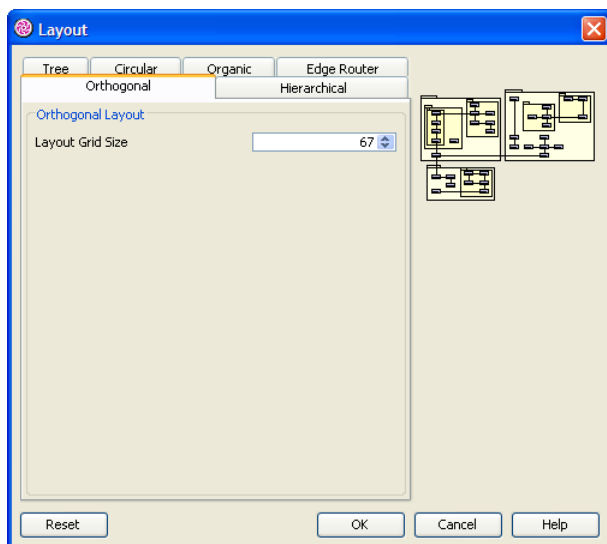 Layout
Tree Circular Organic Edge Router
Orthogonal Hierarchical
Orthogonal Layout
Layout Grid Size 67
Reset OK Cancel Help